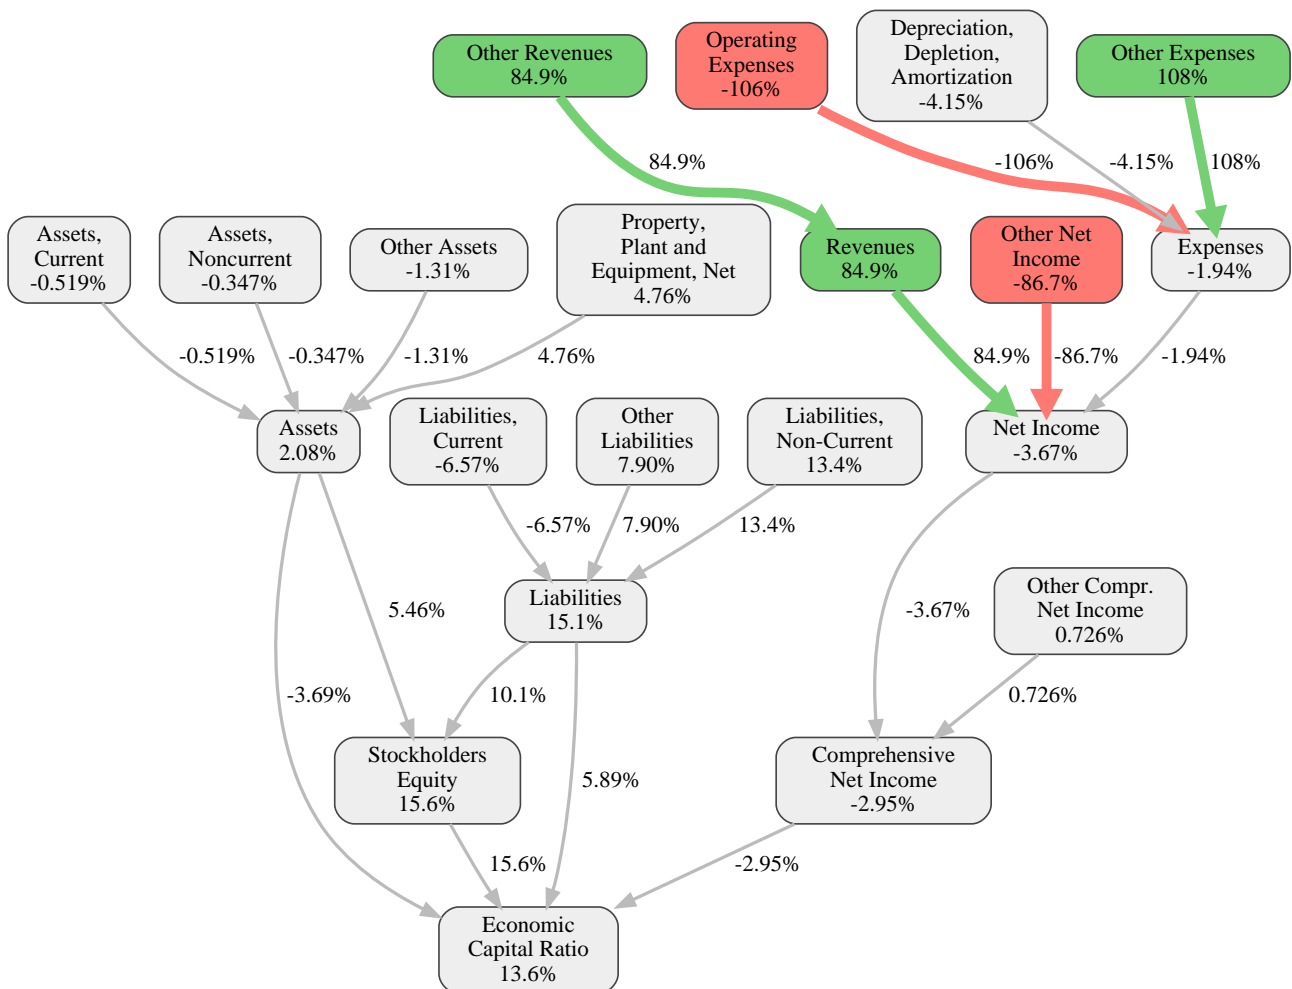 Other Revenues
84.9%
Operating
Expenses
-106%
Depreciation,
Depletion,
Amortization
-4.15%
Other Expenses
108%
84.9%
-106%
-4.15%
108%
Assets,
Current
-0.519%
Assets,
Noncurrent
-0.347%
Other Assets
-1.31%
Property,
Plant and
Equipment, Net
4.76%
Revenues
84.9%
Other Net
Income
-86.7%
Expenses
-1.94%
-0.519%
-0.347%
-1.31%
4.76%
84.9%
-86.7%
-1.94%
Assets
2.08%
Liabilities,
Current
-6.57%
Other
Liabilities
7.90%
Liabilities,
Non-Current
13.4%
Net Income
-3.67%
-6.57%
7.90%
13.4%
Liabilities
15.1%
5.46%
-3.67%
Other Compr.
Net Income
0.726%
-3.69%
10.1%
0.726%
Stockholders
Equity
15.6%
5.89%
Comprehensive
Net Income
-2.95%
15.6%
-2.95%
Economic
Capital Ratio
13.6%